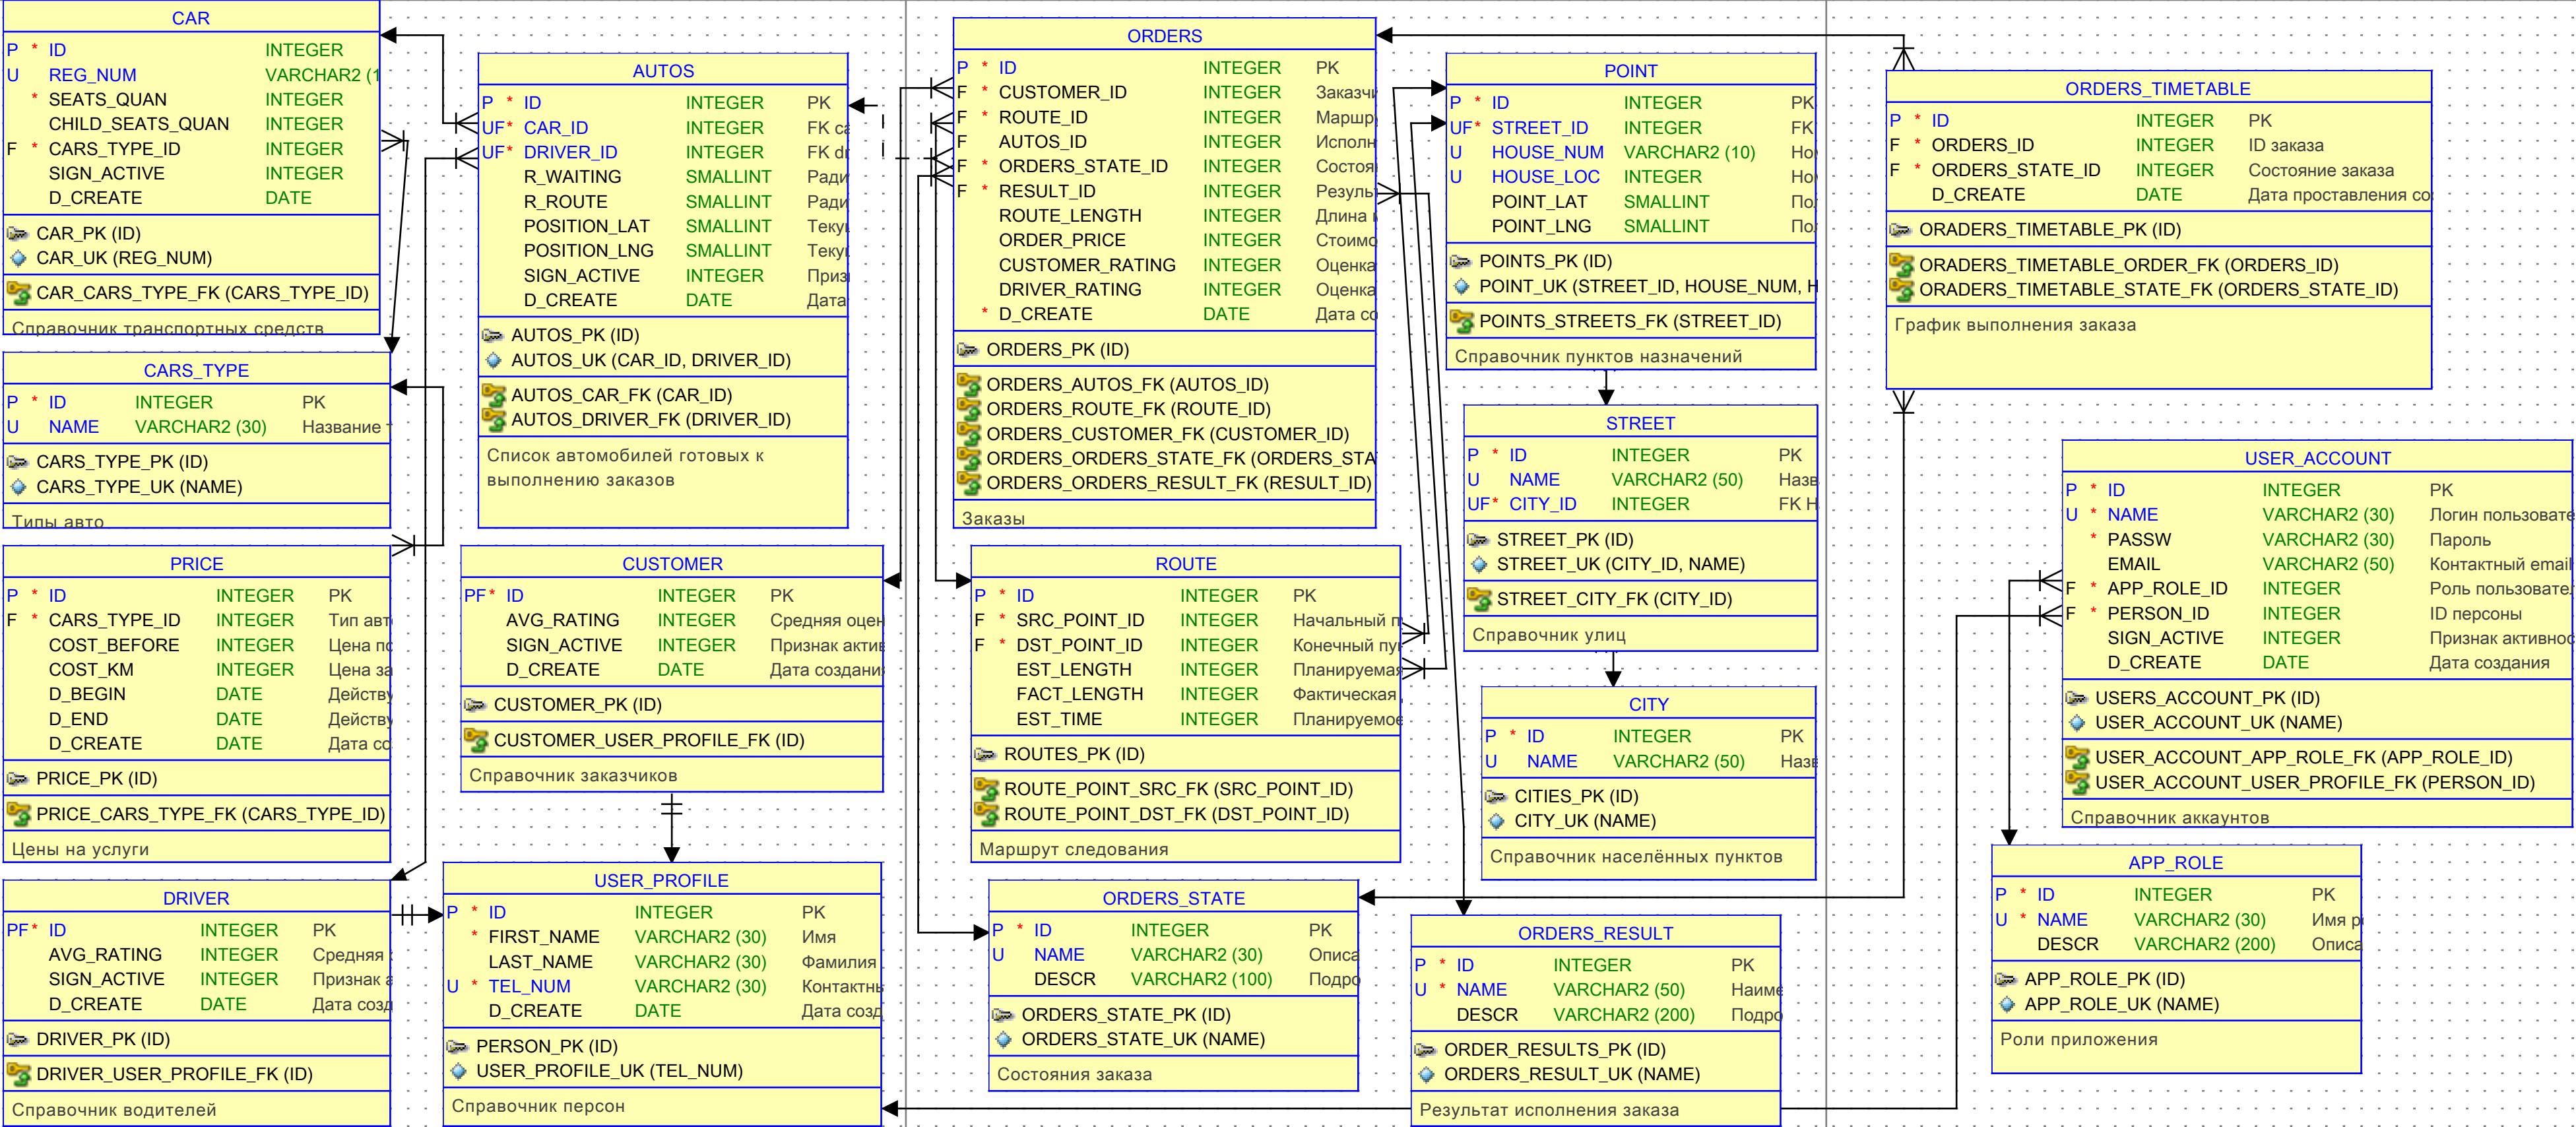 CAR
P * ID INTEGER
U REG_NUM VARCHAR2 (1
* SEATS_QUAN INTEGER
CHILD_SEATS_QUAN INTEGER
F * CARS_TYPE_ID INTEGER
SIGN_ACTIVE INTEGER
D_CREATE DATE
CAR_PK (ID)
CAR_UK (REG_NUM)
CAR_CARS_TYPE_FK (CARS_TYPE_ID)
Справочник транспортных средств
CARS_TYPE
P * ID INTEGER PK
U NAME VARCHAR2 (30) Название
CARS_TYPE_PK (ID)
CARS_TYPE_UK (NAME)
Типы авто
PRICE
P * ID INTEGER PK
F * CARS_TYPE_ID INTEGER Тип авт
COST_BEFORE INTEGER Цена по
COST_KM INTEGER Цена за
D_BEGIN DATE Действу
D_END DATE Действу
D_CREATE DATE Дата со
PRICE_PK (ID)
PRICE_CARS_TYPE_FK (CARS_TYPE_ID)
Цены на услуги
DRIVER
PF* ID INTEGER PK
AVG_RATING INTEGER Средняя
SIGN_ACTIVE INTEGER Признак а
D_CREATE DATE Дата созд
DRIVER_PK (ID)
DRIVER_USER_PROFILE_FK (ID)
Справочник водителей
AUTOS
P * ID INTEGER PK
UF* CAR_ID INTEGER FK ca
UF* DRIVER_ID INTEGER FK dr
R_WAITING SMALLINT Ради
R_ROUTE SMALLINT Ради
POSITION_LAT SMALLINT Текущ
POSITION_LNG SMALLINT Текущ
SIGN_ACTIVE INTEGER Приз
D_CREATE DATE Дата
AUTOS_PK (ID)
AUTOS_UK (CAR_ID, DRIVER_ID)
AUTOS_CAR_FK (CAR_ID)
AUTOS_DRIVER_FK (DRIVER_ID)
Список автомобилей готовых к
выполнению заказов
CUSTOMER
PF* ID INTEGER PK
AVG_RATING INTEGER Средняя оцен
SIGN_ACTIVE INTEGER Признак актив
D_CREATE DATE Дата создани
CUSTOMER_PK (ID)
CUSTOMER_USER_PROFILE_FK (ID)
Справочник заказчиков
USER_PROFILE
P * ID INTEGER PK
* FIRST_NAME VARCHAR2 (30) Имя
LAST_NAME VARCHAR2 (30) Фамилия
U * TEL_NUM VARCHAR2 (30) Контактны
D_CREATE DATE Дата созд
PERSON_PK (ID)
USER_PROFILE_UK (TEL_NUM)
Справочник персон
ORDERS
P * ID INTEGER PK
F * CUSTOMER_ID INTEGER Заказчи
F * ROUTE_ID INTEGER Маршр
F AUTOS_ID INTEGER Исполн
F * ORDERS_STATE_ID INTEGER Состоя
F * RESULT_ID INTEGER Резуль
ROUTE_LENGTH INTEGER Длина
ORDER_PRICE INTEGER Стоимо
CUSTOMER_RATING INTEGER Оценка
DRIVER_RATING INTEGER Оценка
* D_CREATE DATE Дата со
ORDERS_PK (ID)
ORDERS_AUTOS_FK (AUTOS_ID)
ORDERS_ROUTE_FK (ROUTE_ID)
ORDERS_CUSTOMER_FK (CUSTOMER_ID)
ORDERS_ORDERS_STATE_FK (ORDERS_STA
ORDERS_ORDERS_RESULT_FK (RESULT_ID)
Заказы
ROUTE
P * ID INTEGER PK
F * SRC_POINT_ID INTEGER Начальный п
F * DST_POINT_ID INTEGER Конечный пу
EST_LENGTH INTEGER Планируемая
FACT_LENGTH INTEGER Фактическая
EST_TIME INTEGER Планируемое
ROUTES_PK (ID)
ROUTE_POINT_SRC_FK (SRC_POINT_ID)
ROUTE_POINT_DST_FK (DST_POINT_ID)
Маршрут следования
ORDERS_STATE
P * ID INTEGER PK
U NAME VARCHAR2 (30) Описа
DESCR VARCHAR2 (100) Подро
ORDERS_STATE_PK (ID)
ORDERS_STATE_UK (NAME)
Состояния заказа
POINT
P * ID INTEGER PK
UF* STREET_ID INTEGER FK
U HOUSE_NUM VARCHAR2 (10) Но
U HOUSE_LOC INTEGER Но
POINT_LAT SMALLINT По
POINT_LNG SMALLINT По
POINTS_PK (ID)
POINT_UK (STREET_ID, HOUSE_NUM, H
POINTS_STREETS_FK (STREET_ID)
Справочник пунктов назначений
STREET
P * ID INTEGER PK
U NAME VARCHAR2 (50) Назв
UF* CITY_ID INTEGER FK Н
STREET_PK (ID)
STREET_UK (CITY_ID, NAME)
STREET_CITY_FK (CITY_ID)
Справочник улиц
CITY
P * ID INTEGER PK
U NAME VARCHAR2 (50) Назв
CITIES_PK (ID)
CITY_UK (NAME)
Справочник населённых пунктов
ORDERS_RESULT
P * ID INTEGER PK
U * NAME VARCHAR2 (50) Наиме
DESCR VARCHAR2 (200) Подро
ORDER_RESULTS_PK (ID)
ORDERS_RESULT_UK (NAME)
Результат исполнения заказа
ORDERS_TIMETABLE
P * ID INTEGER PK
F * ORDERS_ID INTEGER ID заказа
F * ORDERS_STATE_ID INTEGER Состояние заказа
D_CREATE DATE Дата проставления со
ORADERS_TIMETABLE_PK (ID)
ORADERS_TIMETABLE_ORDER_FK (ORDERS_ID)
ORADERS_TIMETABLE_STATE_FK (ORDERS_STATE_ID)
График выполнения заказа
USER_ACCOUNT
P * ID INTEGER PK
U * NAME VARCHAR2 (30) Логин пользовате
* PASSW VARCHAR2 (30) Пароль
EMAIL VARCHAR2 (50) Контактный email
F * APP_ROLE_ID INTEGER Роль пользовател
F * PERSON_ID INTEGER ID персоны
SIGN_ACTIVE INTEGER Признак активнос
D_CREATE DATE Дата создания
USERS_ACCOUNT_PK (ID)
USER_ACCOUNT_UK (NAME)
USER_ACCOUNT_APP_ROLE_FK (APP_ROLE_ID)
USER_ACCOUNT_USER_PROFILE_FK (PERSON_ID)
Справочник аккаунтов
APP_ROLE
P * ID INTEGER PK
U * NAME VARCHAR2 (30) Имя р
DESCR VARCHAR2 (200) Описа
APP_ROLE_PK (ID)
APP_ROLE_UK (NAME)
Роли приложения